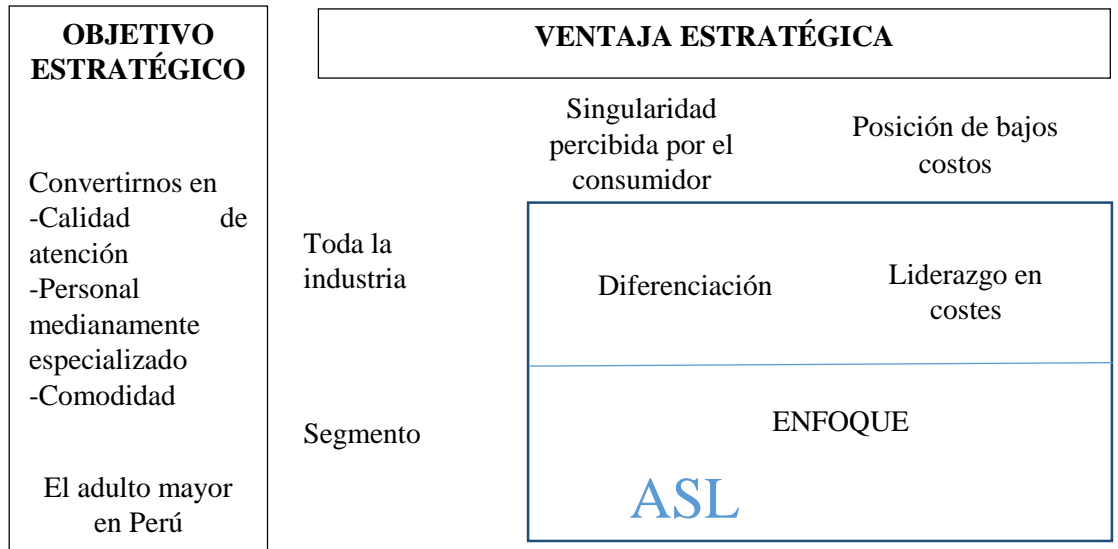 OBJETIVO
ESTRATÉGICO
Convertirnos en
-Calidad de
atención
-Personal
medianamente
especializado
-Comodidad
El adulto mayor
en Perú
VENTAJA ESTRATÉGICA
Singularidad
percibida por el
consumidor
Posición de bajos
costos
Toda la
industria
Diferenciación
Liderazgo en
costes
Segmento
ENFOQUE
ASL